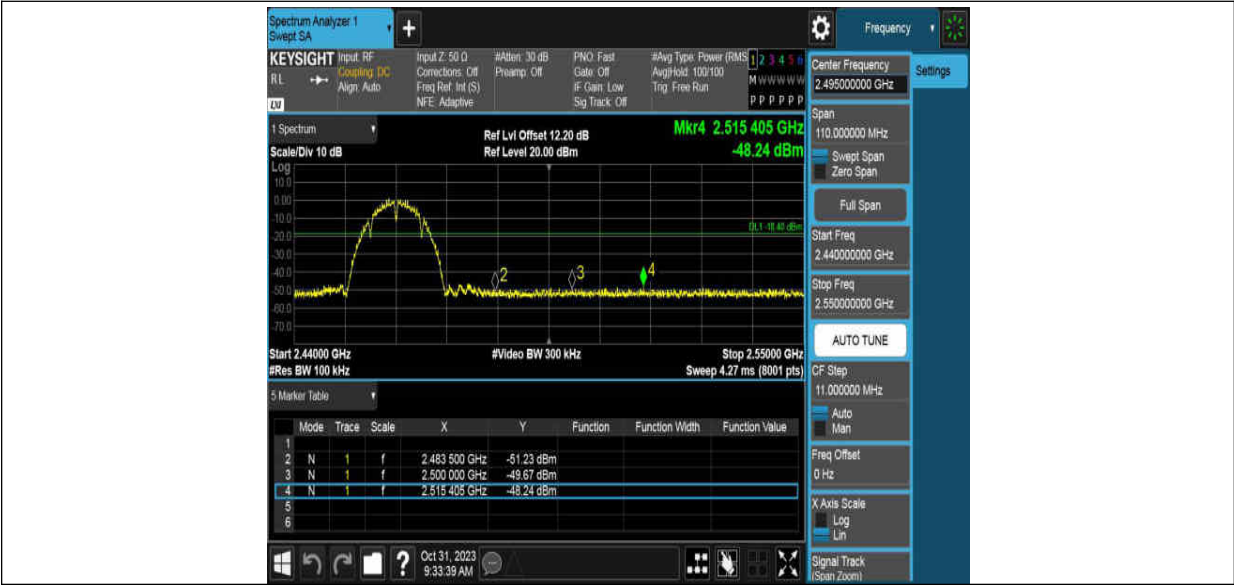 Spectrum Analyzer 1
Swept SA
+
Frequency
KEYSIGHT
RL
LXI
Input: RF
Coupling: DC
Align: Auto
Input Z: 50 Ω
Corrections: Off
Freq Ref: Int (S)
NFE: Adaptive
#Atten: 30 dB
Preamp: Off
PNO: Fast
Gate: Off
IF Gain: Low
Sig Track: Off
#Avg Type: Power (RMS
Avg|Hold: 100/100
Trig: Free Run
1 2 3 4 5 6
M W W W W W
P P P P P P
1 Spectrum
Scale/Div 10 dB
Ref Lvl Offset 12.20 dB
Ref Level 20.00 dBm
Mkr4 2.515 405 GHz
-48.24 dBm
Log
10.0
0.00
-10.0
-20.0
-30.0
-40.0
-50.0
-60.0
-70.0
DL1 -18.40 dBm
2
3
4
Start 2.44000 GHz
#Res BW 100 kHz
#Video BW 300 kHz
Stop 2.55000 GHz
Sweep 4.27 ms (8001 pts)
5 Marker Table
Mode Trace Scale X Y Function Function Width Function Value
1
2 N 1 f 2.483 500 GHz -51.23 dBm
3 N 1 f 2.500 000 GHz -49.67 dBm
4 N 1 f 2.515 405 GHz -48.24 dBm
5
6
?
Oct 31, 2023
9:33:39 AM
Center Frequency
2.495000000 GHz
Settings
Span
110.000000 MHz
Swept Span
Zero Span
Full Span
Start Freq
2.440000000 GHz
Stop Freq
2.550000000 GHz
AUTO TUNE
CF Step
11.000000 MHz
Auto
Man
Freq Offset
0 Hz
X Axis Scale
Log
Lin
Signal Track
(Span Zoom)